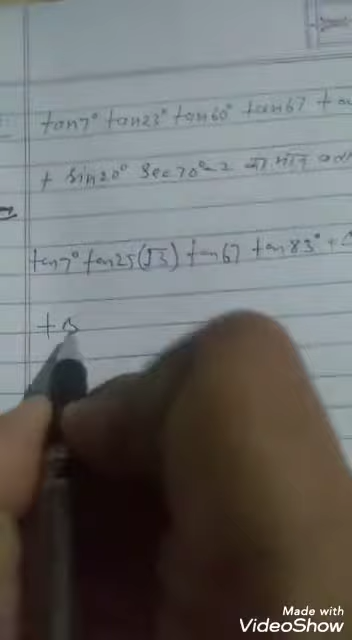 tan7° tan23° tan60° tan67
+ sin20° sec70° - 2 का मान
tan7° tan23 (√3) tan67 tan83° +
+
Made with
VideoShow